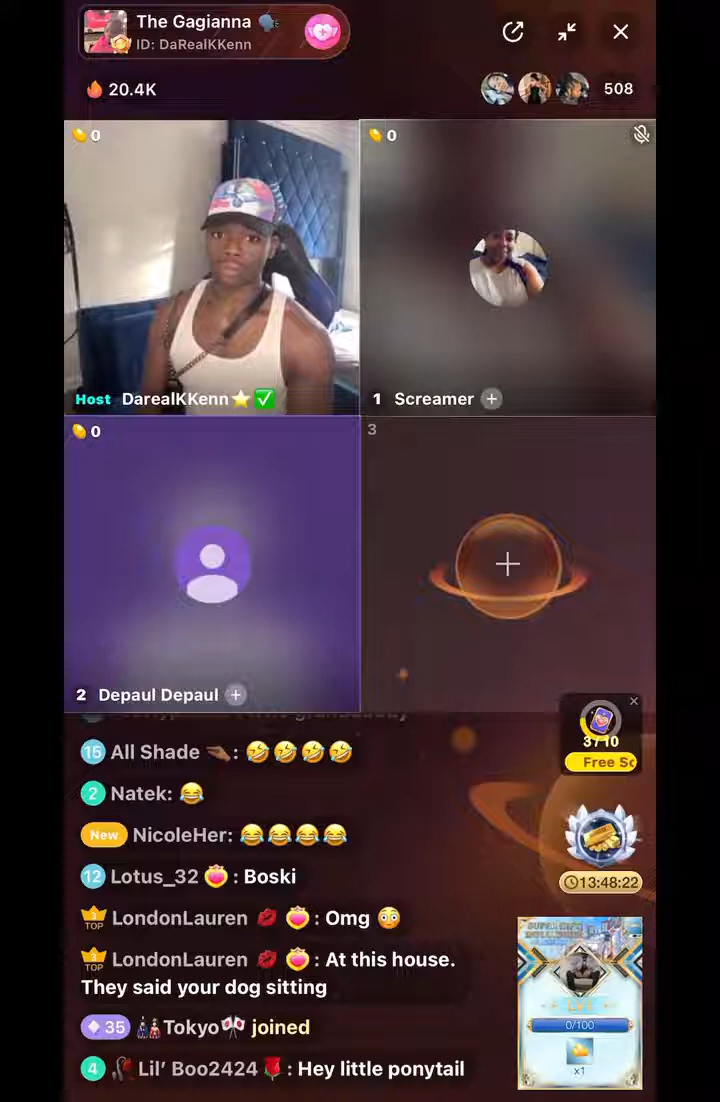 The Gagianna 🗣️
ID: DaRealKKenn
🔥 20.4K
508
0
0
Host DarealKKenn⭐✅
1 Screamer
0
3
2 Depaul Depaul
3/10
Free Sc
15 All Shade 🤏🏾: 🤣🤣🤣🤣
2 Natek: 😂
New NicoleHer: 😂😂😂😂
12 Lotus_32 : Boski
13:48:22
TOP LondonLauren 💋 : Omg 😳
TOP LondonLauren 💋 : At this house.
They said your dog sitting
35 🎎Tokyo🎌 joined
4 🥀 Lil’ Boo2424🌹: Hey little ponytail
0/100
x1